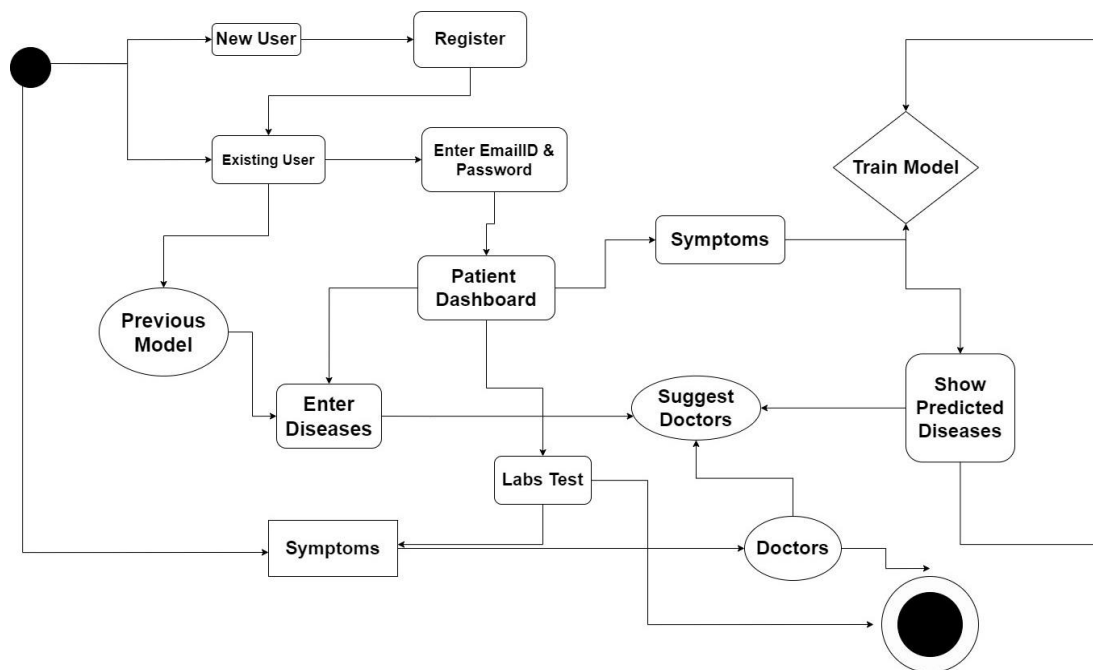 New User
Register
Existing User
Enter EmailID &
Password
Train Model
Symptoms
Patient
Dashboard
Previous
Model
Enter
Diseases
Suggest
Doctors
Show
Predicted
Diseases
Labs Test
Symptoms
Doctors